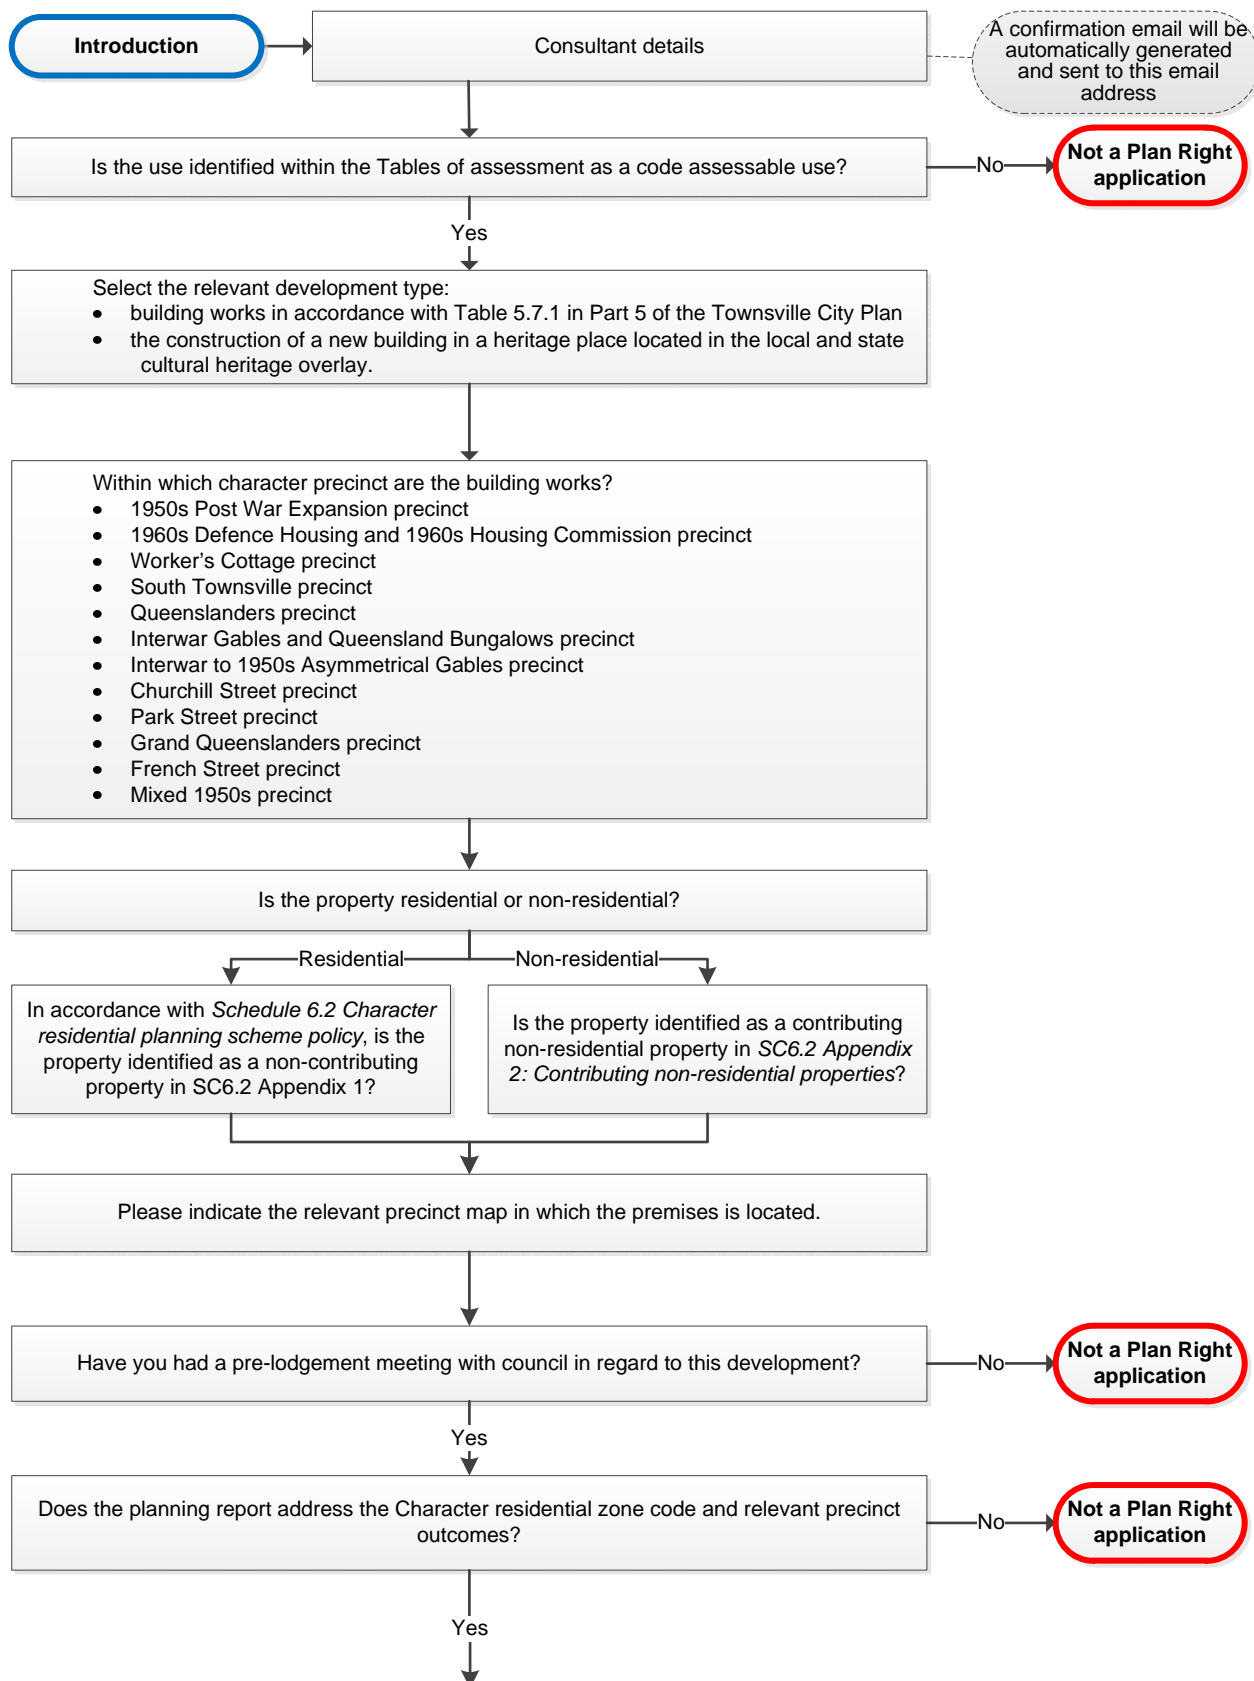 Introduction
Consultant details
A confirmation email will be
automatically generated
and sent to this email
address
Is the use identified within the Tables of assessment as a code assessable use?
No
Not a Plan Right
application
Yes
Select the relevant development type:
• building works in accordance with Table 5.7.1 in Part 5 of the Townsville City Plan
• the construction of a new building in a heritage place located in the local and state
cultural heritage overlay.
Within which character precinct are the building works?
• 1950s Post War Expansion precinct
• 1960s Defence Housing and 1960s Housing Commission precinct
• Worker’s Cottage precinct
• South Townsville precinct
• Queenslanders precinct
• Interwar Gables and Queensland Bungalows precinct
• Interwar to 1950s Asymmetrical Gables precinct
• Churchill Street precinct
• Park Street precinct
• Grand Queenslanders precinct
• French Street precinct
• Mixed 1950s precinct
Is the property residential or non-residential?
Residential
Non-residential
In accordance with Schedule 6.2 Character
residential planning scheme policy, is the
property identified as a non-contributing
property in SC6.2 Appendix 1?
Is the property identified as a contributing
non-residential property in SC6.2 Appendix
2: Contributing non-residential properties?
Please indicate the relevant precinct map in which the premises is located.
Have you had a pre-lodgement meeting with council in regard to this development?
No
Not a Plan Right
application
Yes
Does the planning report address the Character residential zone code and relevant precinct
outcomes?
No
Not a Plan Right
application
Yes